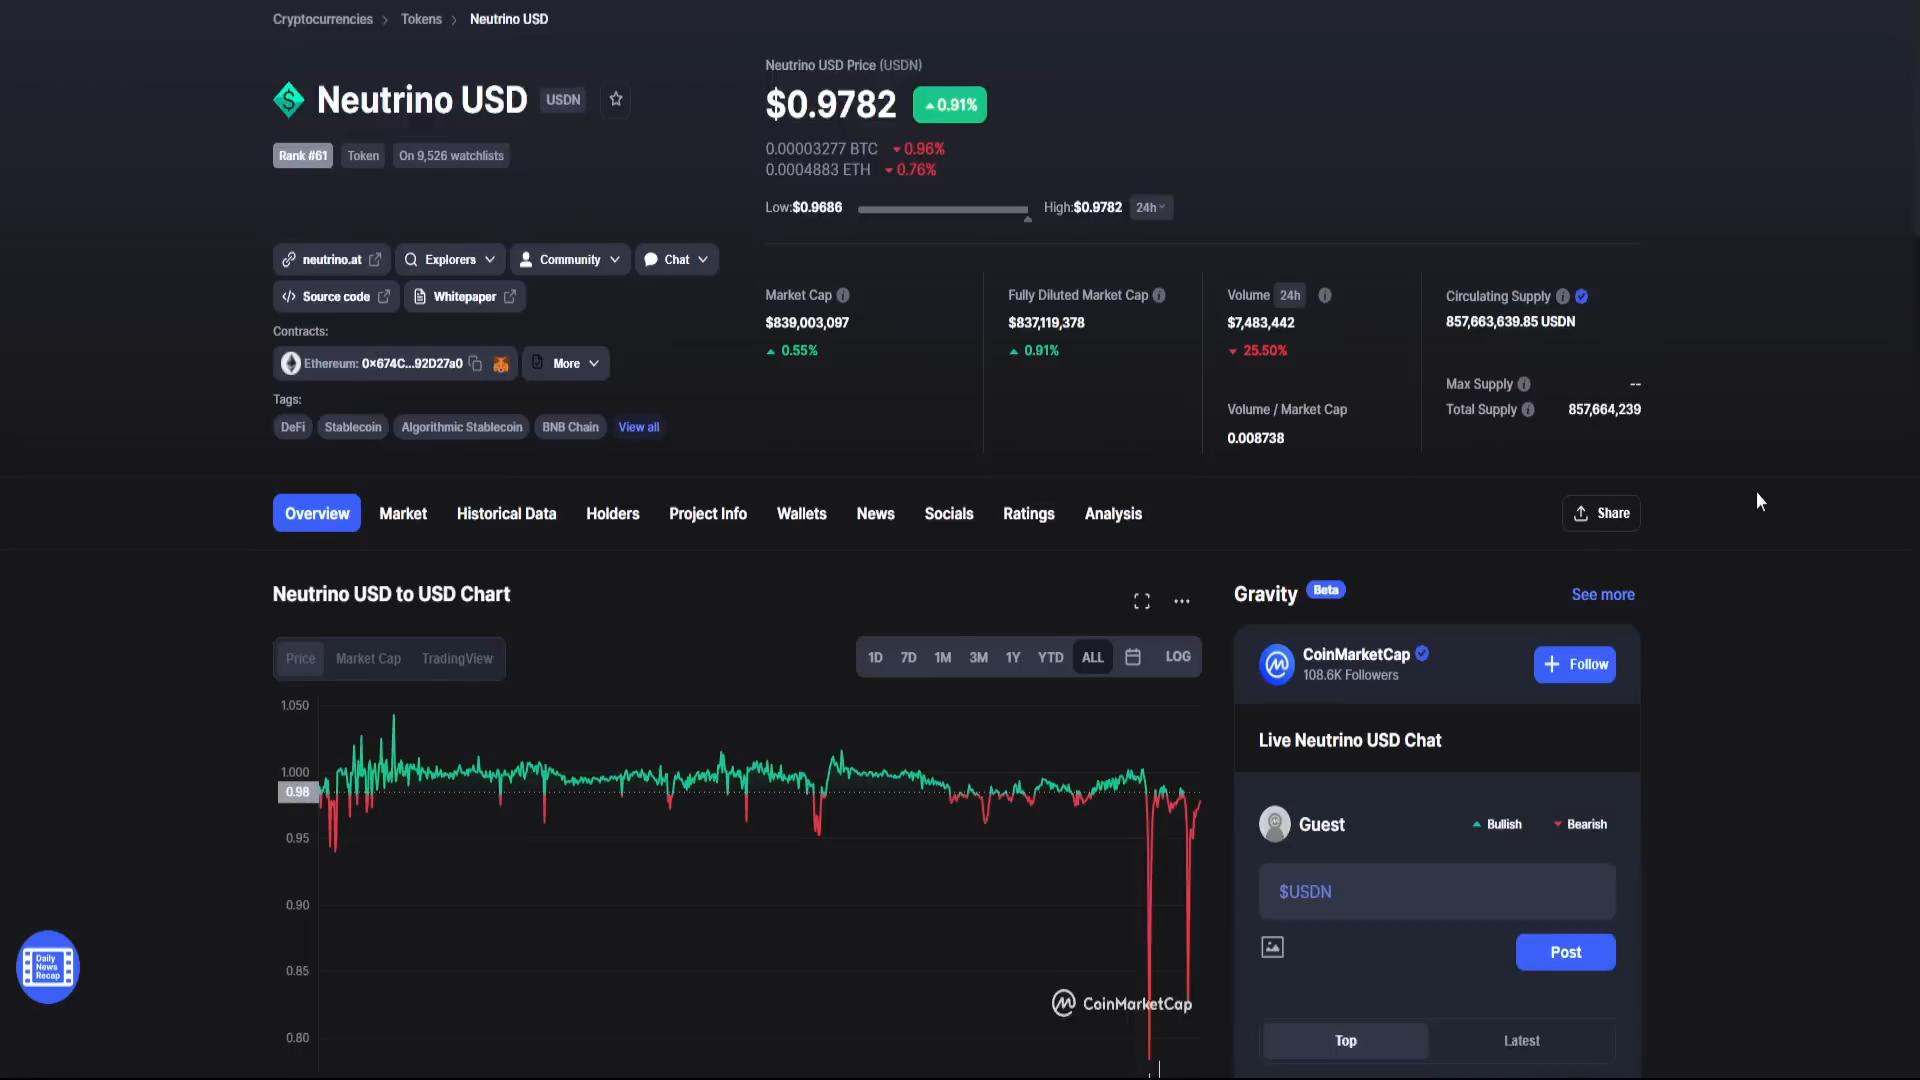 Cryptocurrencies > Tokens > Neutrino USD
Neutrino USD USDN
Rank #61 Token On 9,526 watchlists
neutrino.at Explorers Community Chat
Source code Whitepaper
Contracts:
Ethereum: 0x674C...92D27a0 More
Tags:
DeFi Stablecoin Algorithmic Stablecoin BNB Chain View all
Neutrino USD Price (USDN)
$0.9782 0.91%
0.00003277 BTC 0.96%
0.0004883 ETH 0.76%
Low:$0.9686 High:$0.9782 24h
Market Cap
$839,003,097
0.55%
Fully Diluted Market Cap
$837,119,378
0.91%
Volume 24h
$7,483,442
25.50%
Volume / Market Cap
0.008738
Circulating Supply
857,663,639.85 USDN
Max Supply --
Total Supply 857,664,239
Overview Market Historical Data Holders Project Info Wallets News Socials Ratings Analysis Share
Neutrino USD to USD Chart
Price Market Cap TradingView
1D 7D 1M 3M 1Y YTD ALL LOG
1.050
1.000
0.98
0.95
0.90
0.85
0.80
CoinMarketCap
Gravity Beta See more
CoinMarketCap
108.6K Followers
Follow
Live Neutrino USD Chat
Guest Bullish Bearish
$USDN
Post
Top Latest
Daily
News
Recap